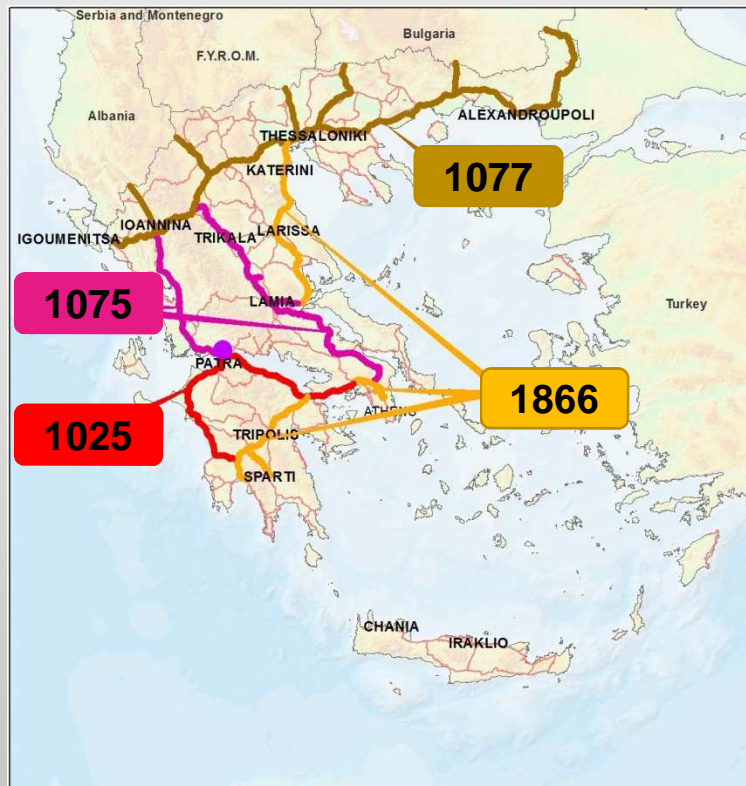 Serbia and Montenegro
Bulgaria
F.Y.R.O.M.
Albania
ALEXANDROUPOLI
THESSALONIKI
KATERINI
1077
IOANNINA
IGOUMENITSA
TRIKALA
LARISSA
1075
LAMIA
Turkey
PATRA
1866
ATHENS
1025
TRIPOLIS
SPARTI
CHANIA
IRAKLIO